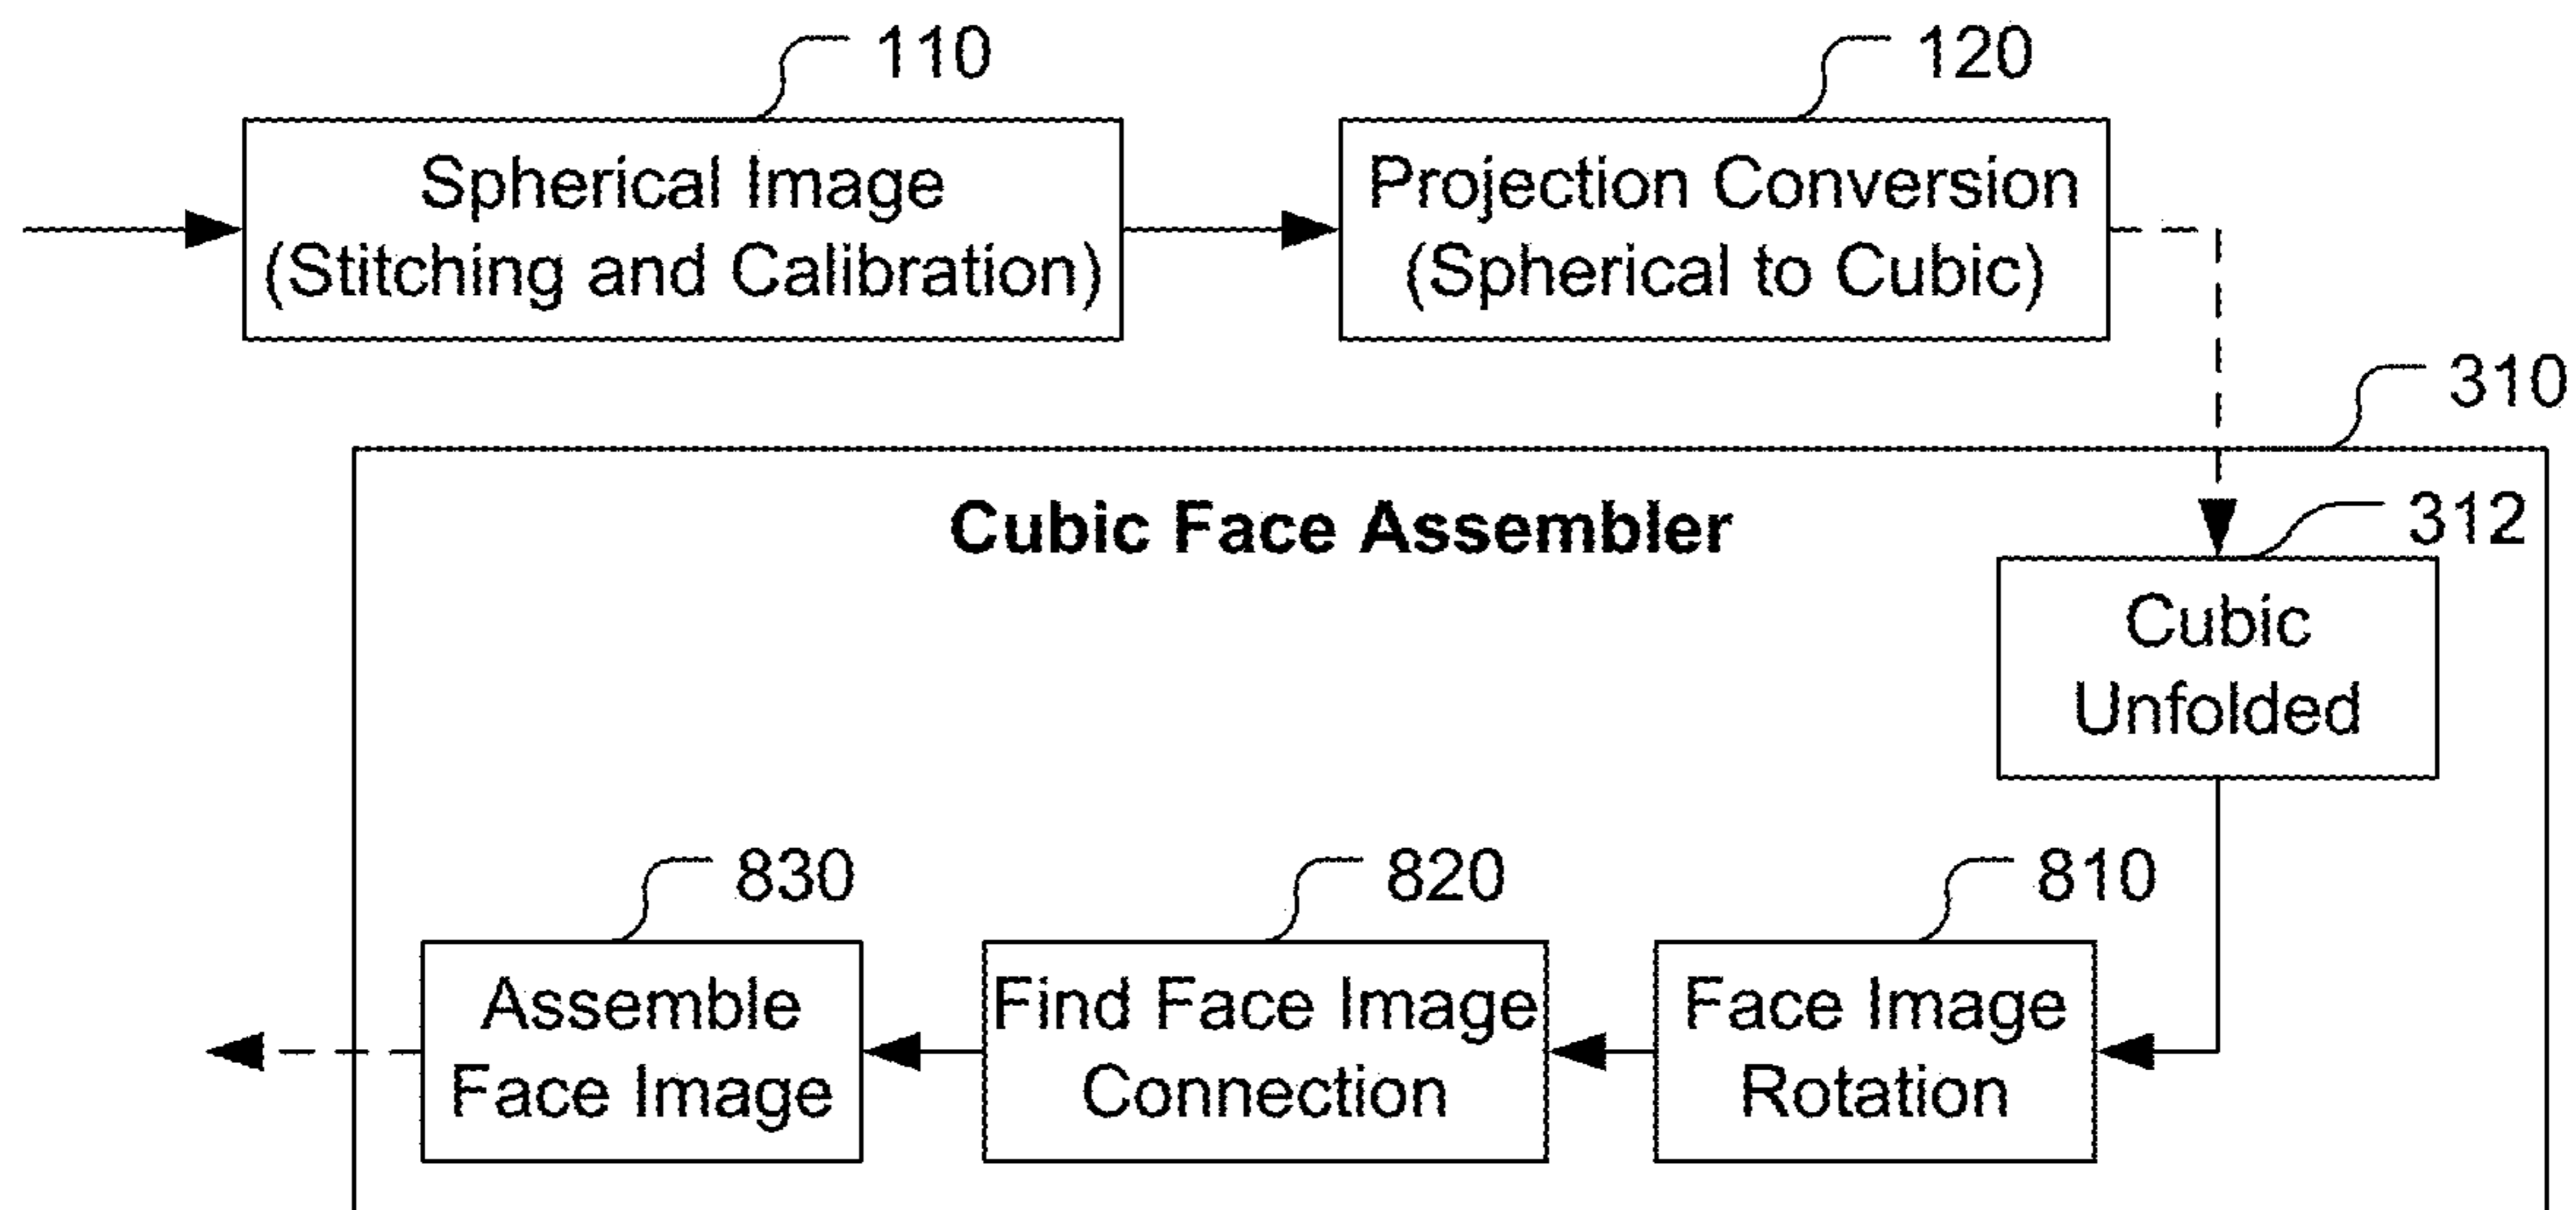 110
120
Spherical Image
(Stitching and Calibration)
Projection Conversion
(Spherical to Cubic)
310
Cubic Face Assembler
312
Cubic
Unfolded
830
820
810
Assemble
Face Image
Find Face Image
Connection
Face Image
Rotation